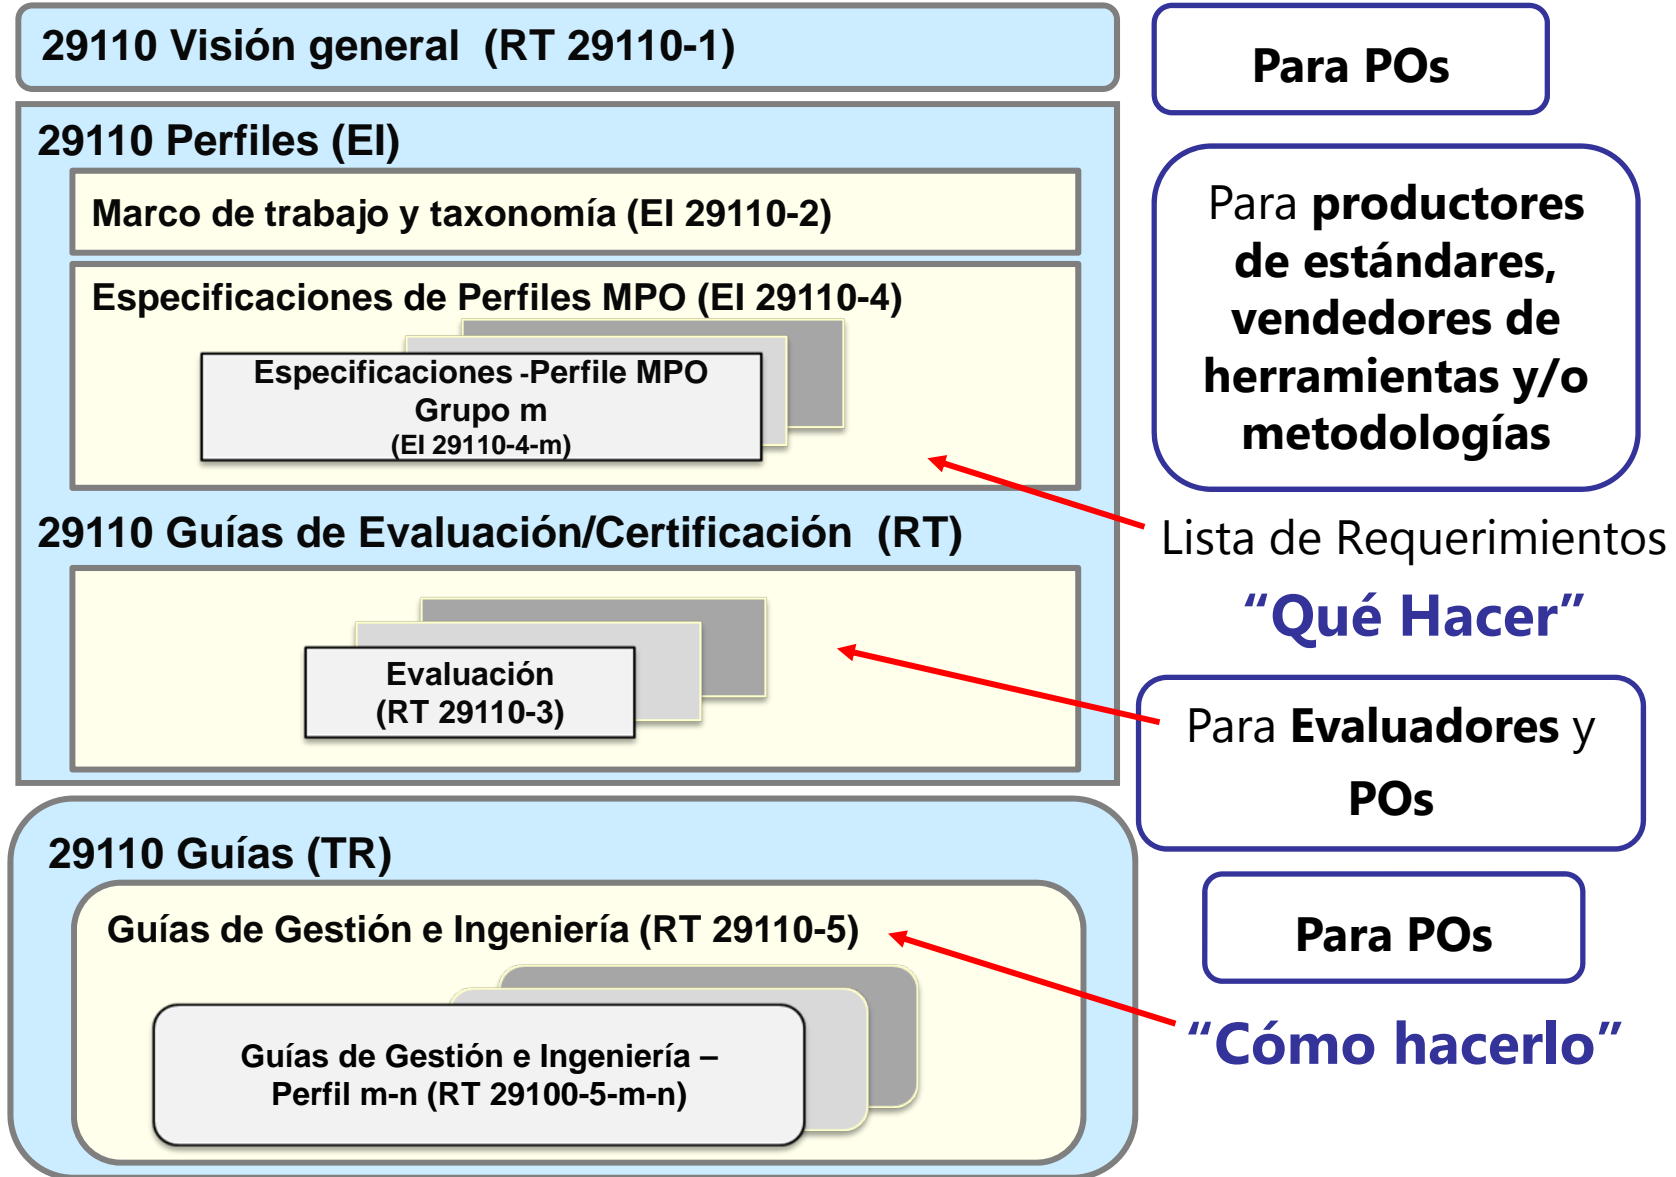 29110 Visión general (RT 29110-1)
Para POs
29110 Perfiles (EI)
Marco de trabajo y taxonomía (EI 29110-2)
Especificaciones de Perfiles MPO (EI 29110-4)
Especificaciones -Perfile MPO
Grupo m
(EI 29110-4-m)
Para productores
de estándares,
vendedores de
herramientas y/o
metodologías
Lista de Requerimientos
“Qué Hacer”
29110 Guías de Evaluación/Certificación (RT)
Evaluación
(RT 29110-3)
Para Evaluadores y
POs
29110 Guías (TR)
Guías de Gestión e Ingeniería (RT 29110-5)
Guías de Gestión e Ingeniería –
Perfil m-n (RT 29100-5-m-n)
Para POs
“Cómo hacerlo”